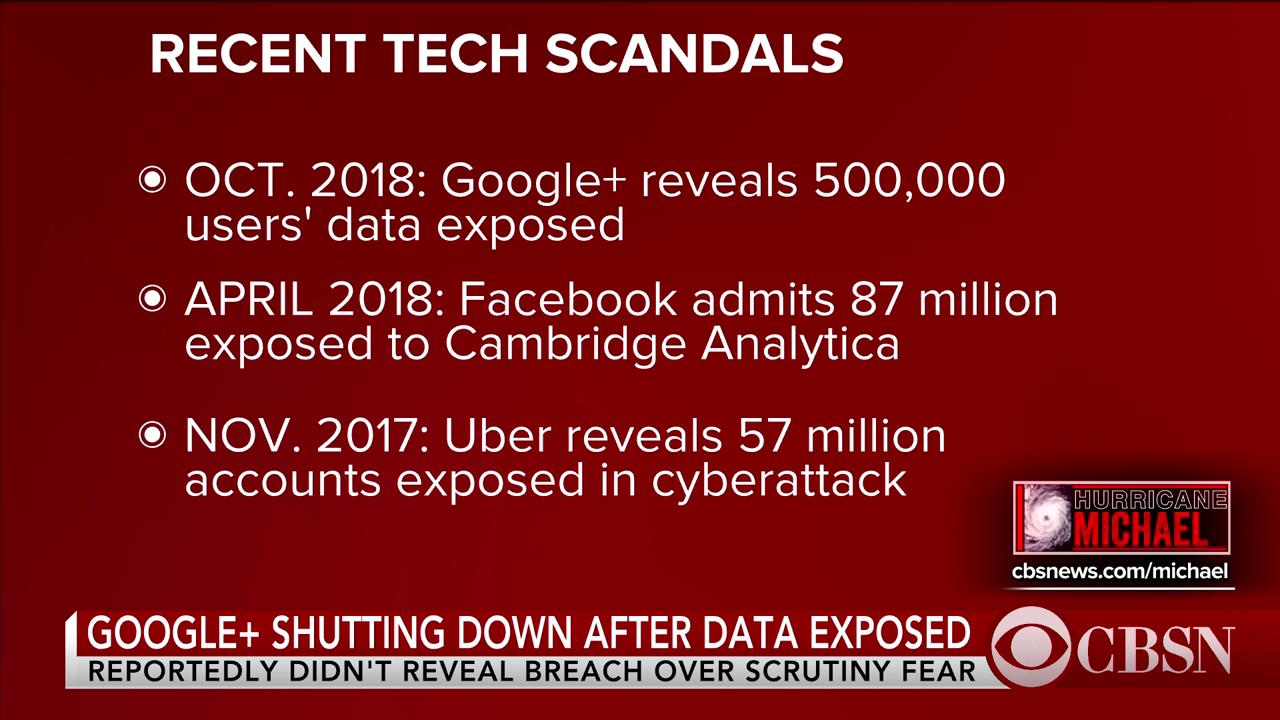 RECENT TECH SCANDALS
OCT. 2018: Google+ reveals 500,000
users' data exposed
APRIL 2018: Facebook admits 87 million
exposed to Cambridge Analytica
NOV. 2017: Uber reveals 57 million
accounts exposed in cyberattack
HURRICANE
MICHAEL
cbsnews.com/michael
GOOGLE+ SHUTTING DOWN AFTER DATA EXPOSED
REPORTEDLY DIDN'T REVEAL BREACH OVER SCRUTINY FEAR
CBSN